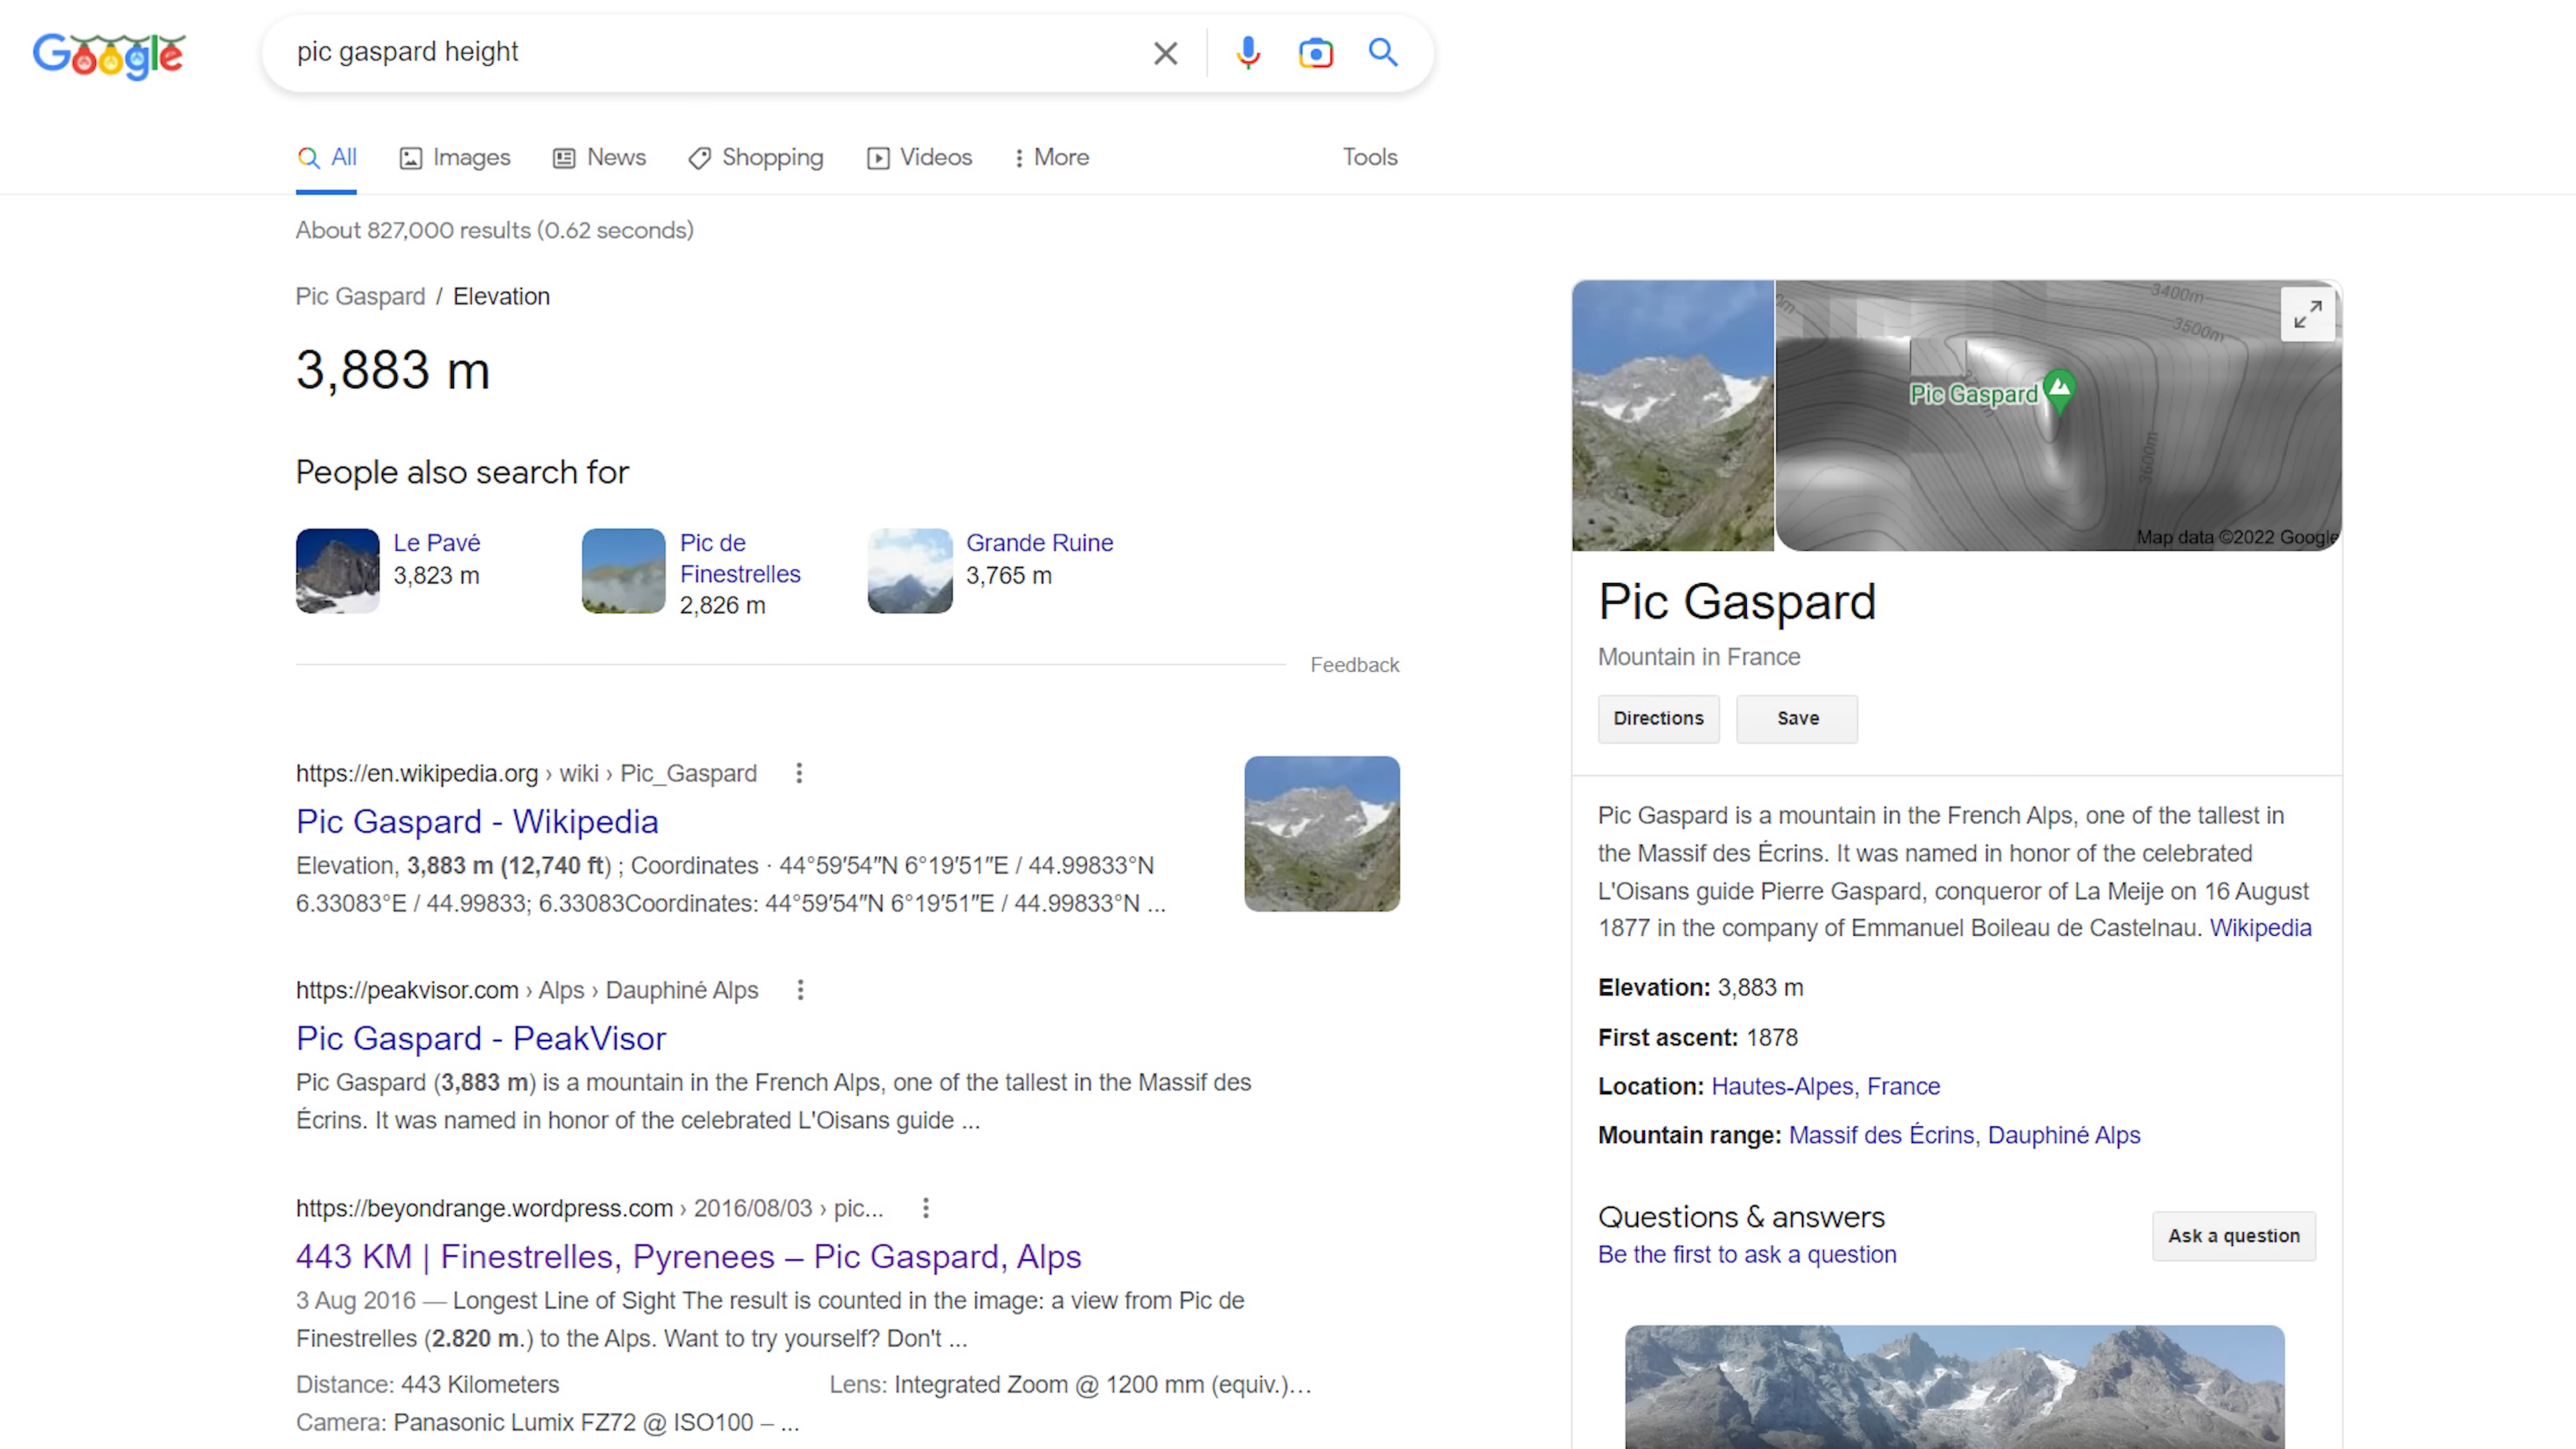 Google
pic gaspard height
All
Images
News
Shopping
Videos
More
Tools
About 827,000 results (0.62 seconds)
Pic Gaspard / Elevation
3,883 m
People also search for
Le Pavé
3,823 m
Pic de
Finestrelles
2,826 m
Grande Ruine
3,765 m
Feedback
https://en.wikipedia.org › wiki › Pic_Gaspard
Pic Gaspard - Wikipedia
Elevation, 3,883 m (12,740 ft) ; Coordinates · 44°59′54″N 6°19′51″E / 44.99833°N
6.33083°E / 44.99833; 6.33083Coordinates: 44°59′54″N 6°19′51″E / 44.99833°N ...
https://peakvisor.com › Alps › Dauphiné Alps
Pic Gaspard - PeakVisor
Pic Gaspard (3,883 m) is a mountain in the French Alps, one of the tallest in the Massif des
Écrins. It was named in honor of the celebrated L'Oisans guide ...
https://beyondrange.wordpress.com › 2016/08/03 › pic...
443 KM | Finestrelles, Pyrenees – Pic Gaspard, Alps
3 Aug 2016 — Longest Line of Sight The result is counted in the image: a view from Pic de
Finestrelles (2.820 m.) to the Alps. Want to try yourself? Don't ...
Distance: 443 Kilometers
Lens: Integrated Zoom @ 1200 mm (equiv.)…
Camera: Panasonic Lumix FZ72 @ ISO100 – ...
3400m
3500m
Pic Gaspard
3600m
Map data ©2022 Google
Pic Gaspard
Mountain in France
Directions
Save
Pic Gaspard is a mountain in the French Alps, one of the tallest in
the Massif des Écrins. It was named in honor of the celebrated
L'Oisans guide Pierre Gaspard, conqueror of La Meije on 16 August
1877 in the company of Emmanuel Boileau de Castelnau. Wikipedia
Elevation: 3,883 m
First ascent: 1878
Location: Hautes-Alpes, France
Mountain range: Massif des Écrins, Dauphiné Alps
Questions & answers
Be the first to ask a question
Ask a question